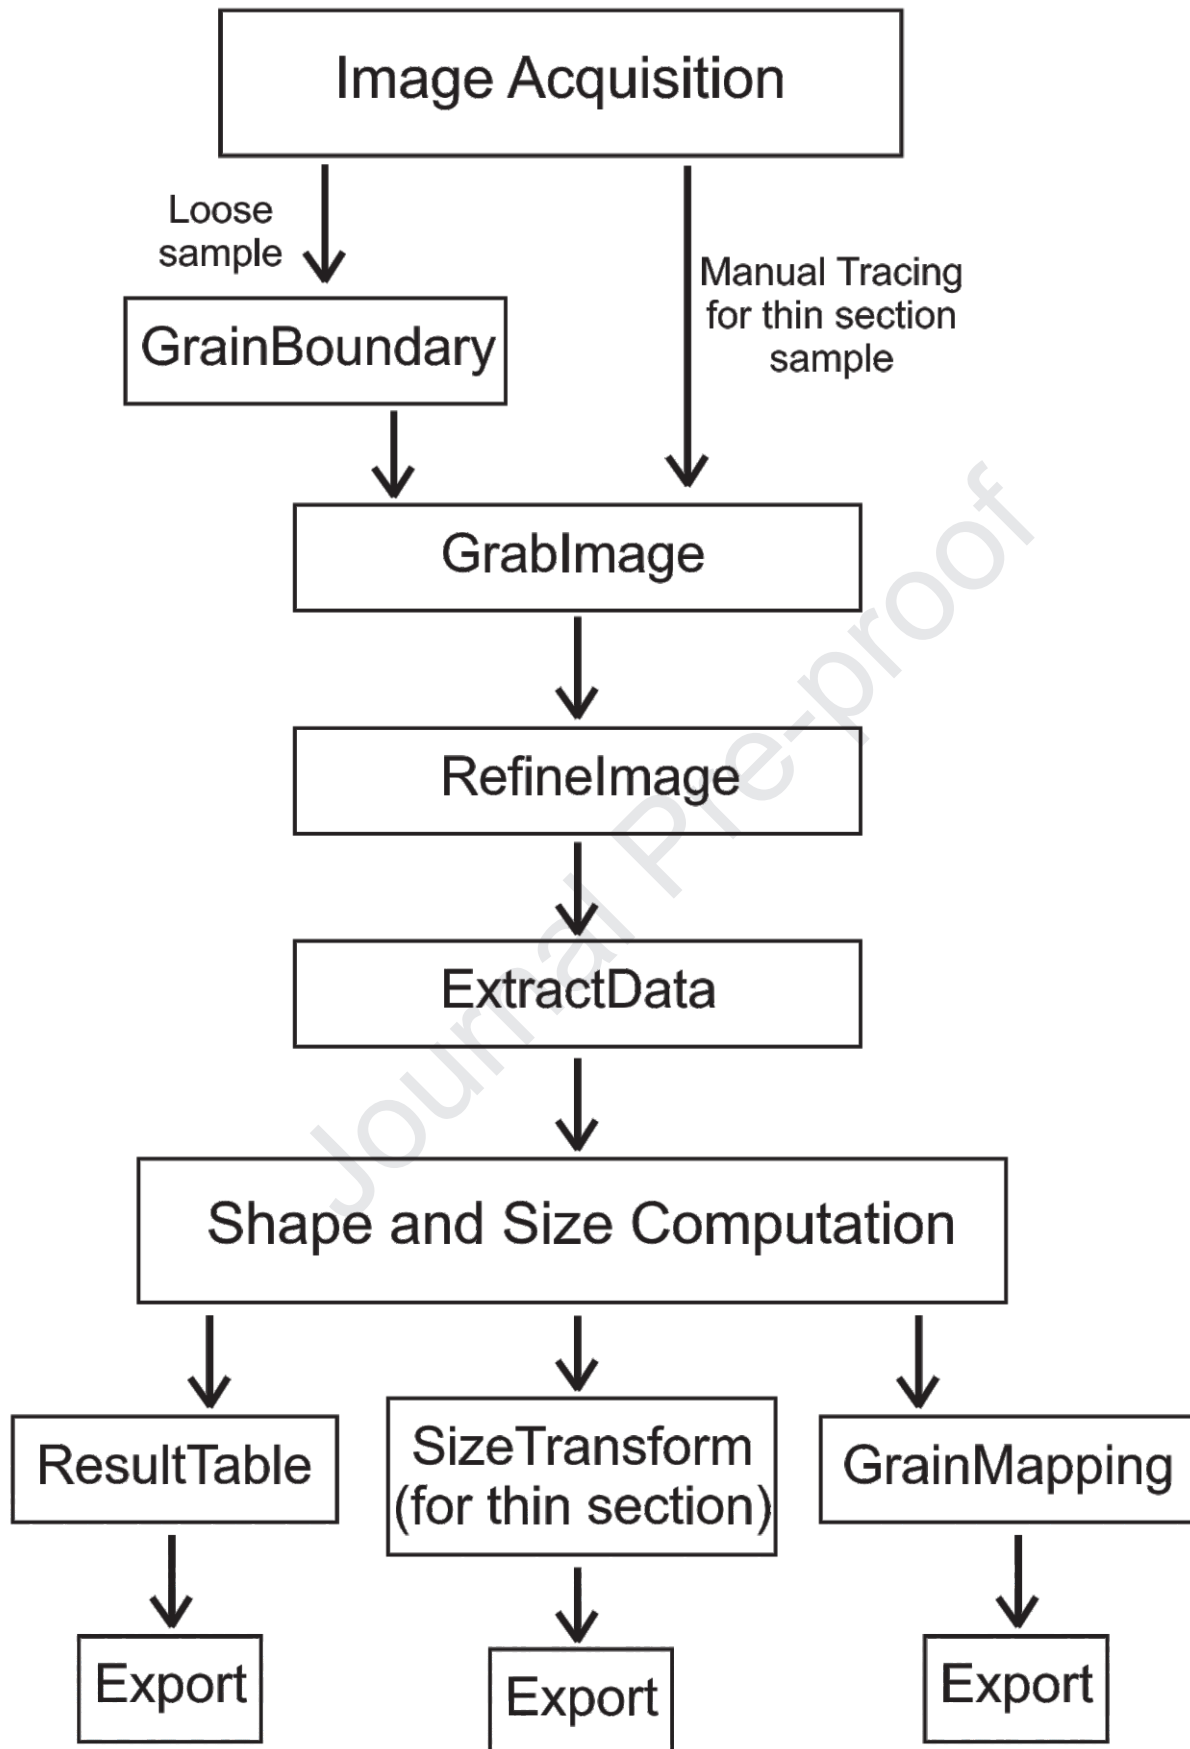 Image Acquisition
Loose
sample
Manual Tracing
for thin section
sample
GrainBoundary
GrabImage
RefineImage
ExtractData
Shape and Size Computation
ResultTable
SizeTransform
(for thin section)
GrainMapping
Export
Export
Export
Journal Pre-proof